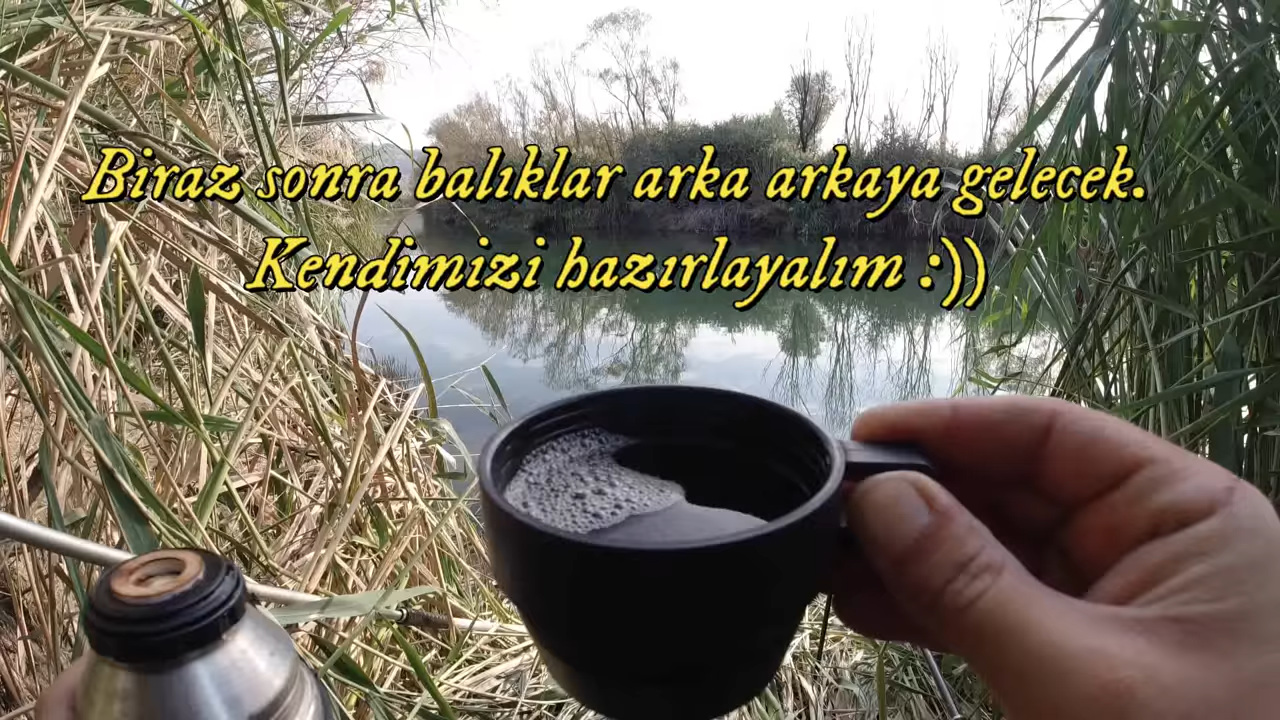 Biraz sonra balıklar arka arkaya gelecek.
Kendimizi hazırlayalım :))